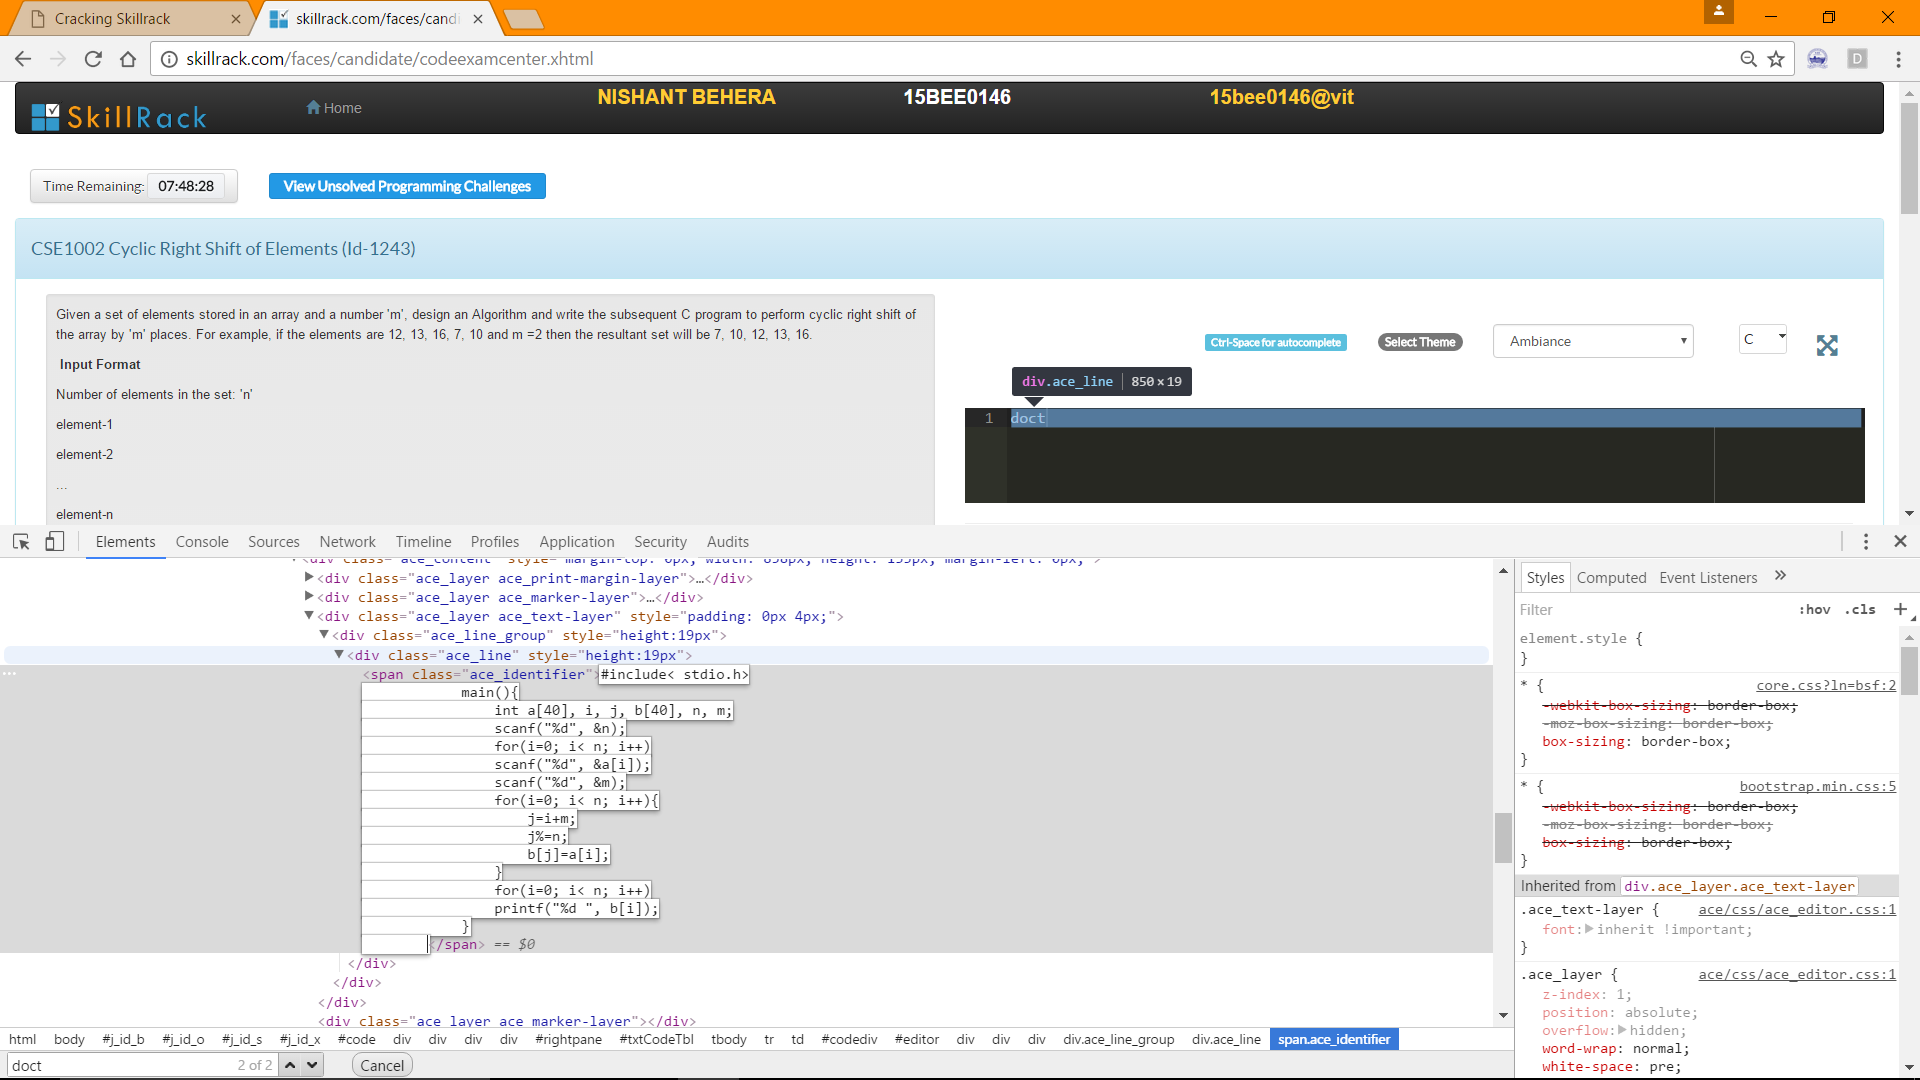 Cracking Skillrack
skillrack.com/faces/candi
skillrack.com/faces/candidate/codeexamcenter.xhtml
D
SkillRack
Home
NISHANT BEHERA
15BEE0146
15bee0146@vit
Time Remaining: 07:48:28
View Unsolved Programming Challenges
CSE1002 Cyclic Right Shift of Elements (Id-1243)
Given a set of elements stored in an array and a number 'm', design an Algorithm and write the subsequent C program to perform cyclic right shift of
the array by 'm' places. For example, if the elements are 12, 13, 16, 7, 10 and m =2 then the resultant set will be 7, 10, 12, 13, 16.
Input Format
Number of elements in the set: 'n'
element-1
element-2
...
element-n
Ctrl-Space for autocomplete
Select Theme
Ambiance
C
div.ace_line 850 × 19
1 doct
Elements Console Sources Network Timeline Profiles Application Security Audits
<div class="ace_layer ace_print-margin-layer">…</div>
<div class="ace_layer ace_marker-layer">…</div>
<div class="ace_layer ace_text-layer" style="padding: 0px 4px;">
<div class="ace_line_group" style="height:19px">
<div class="ace_line" style="height:19px">
<span class="ace_identifier">#include< stdio.h>
main(){
int a[40], i, j, b[40], n, m;
scanf("%d", &n);
for(i=0; i< n; i++)
scanf("%d", &a[i]);
scanf("%d", &m);
for(i=0; i< n; i++){
j=i+m;
j%=n;
b[j]=a[i];
}
for(i=0; i< n; i++)
printf("%d ", b[i]);
}
</span> == $0
</div>
</div>
</div>
<div class="ace_layer ace_marker-layer"></div>
html body #j_id_b #j_id_o #j_id_s #j_id_x #code div div div div #rightpane #txtCodeTbl tbody tr td #codediv #editor div div div div.ace_line_group div.ace_line span.ace_identifier
doct 2 of 2 Cancel
Styles Computed Event Listeners »
Filter :hov .cls +
element.style {
}
* { core.css?ln=bsf:2
-webkit-box-sizing: border-box;
-moz-box-sizing: border-box;
box-sizing: border-box;
}
* { bootstrap.min.css:5
-webkit-box-sizing: border-box;
-moz-box-sizing: border-box;
box-sizing: border-box;
}
Inherited from div.ace_layer.ace_text-layer
.ace_text-layer { ace/css/ace_editor.css:1
font: inherit !important;
}
.ace_layer { ace/css/ace_editor.css:1
z-index: 1;
position: absolute;
overflow: hidden;
word-wrap: normal;
white-space: pre;